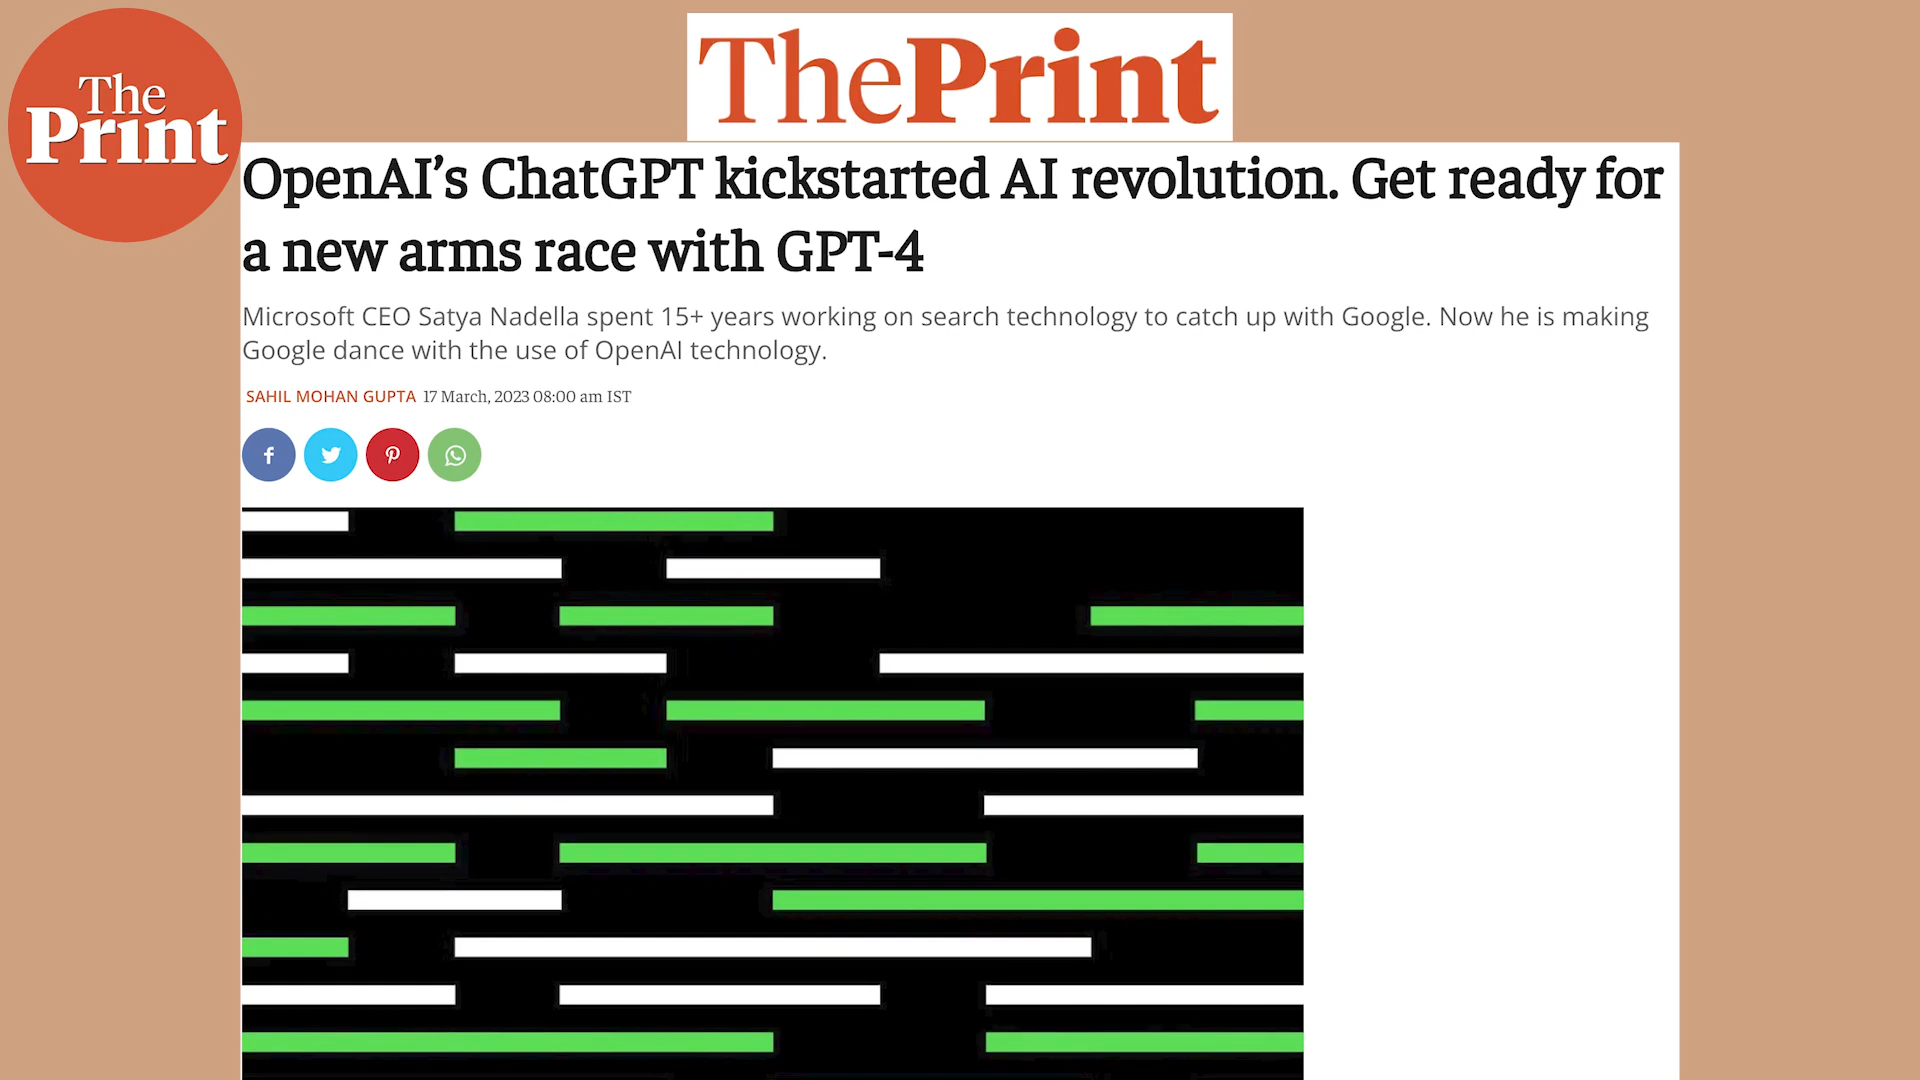 The
Print
ThePrint
OpenAI’s ChatGPT kickstarted AI revolution. Get ready for
a new arms race with GPT-4
Microsoft CEO Satya Nadella spent 15+ years working on search technology to catch up with Google. Now he is making
Google dance with the use of OpenAI technology.
SAHIL MOHAN GUPTA 17 March, 2023 08:00 am IST